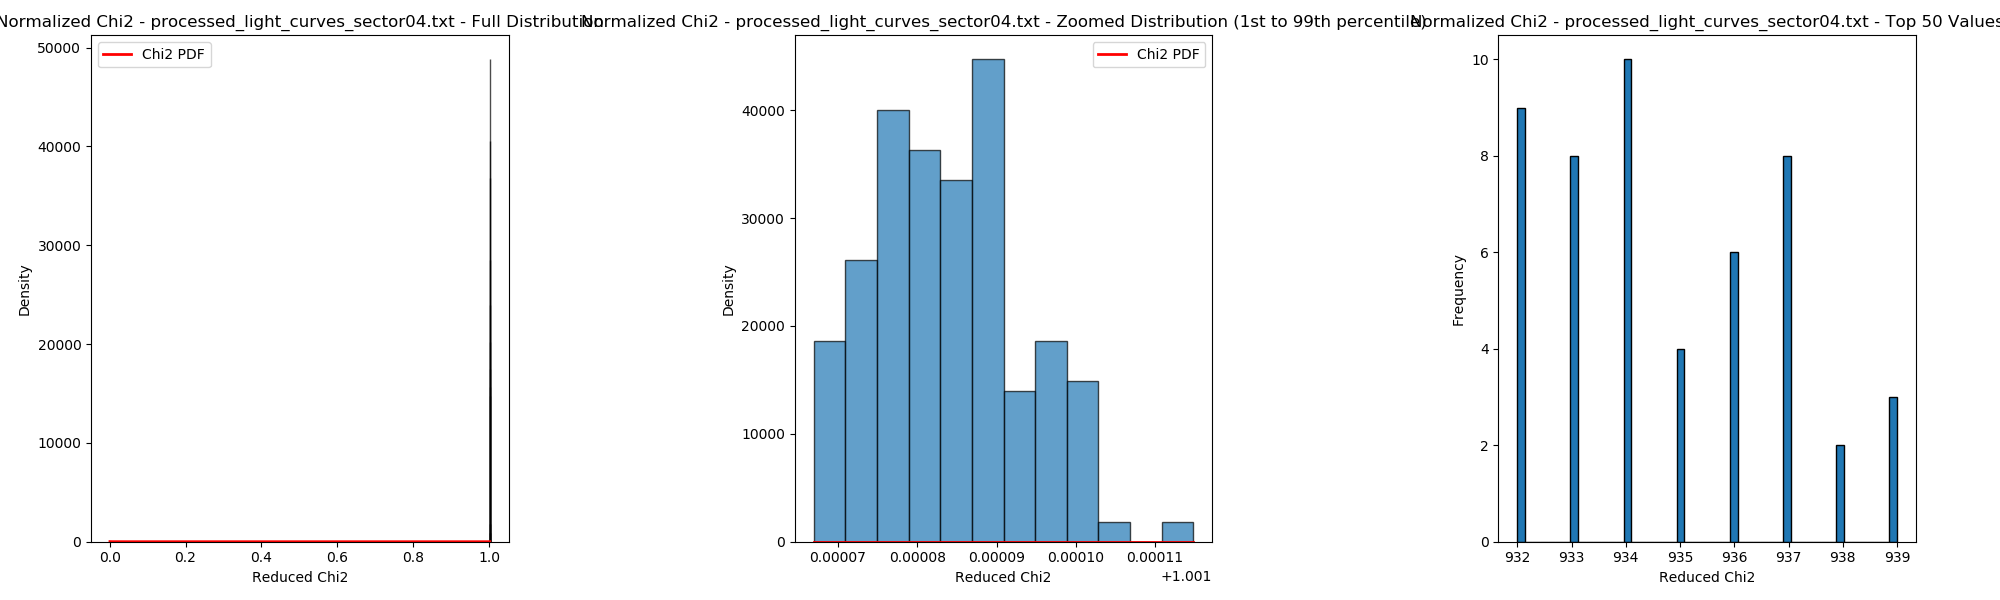 Normalized Chi2 - processed_light_curves_sector04.txt - Full Distribution
50000
40000
30000
20000
10000
0
Density
Chi2 PDF
0.0 0.2 0.4 0.6 0.8 1.0
Reduced Chi2
Normalized Chi2 - processed_light_curves_sector04.txt - Zoomed Distribution (1st to 99th percentile)
40000
30000
20000
10000
0
Density
Chi2 PDF
0.00007 0.00008 0.00009 0.00010 0.00011
Reduced Chi2
+1.001
Normalized Chi2 - processed_light_curves_sector04.txt - Top 50 Values
10
8
6
4
2
0
Frequency
932 933 934 935 936 937 938 939
Reduced Chi2